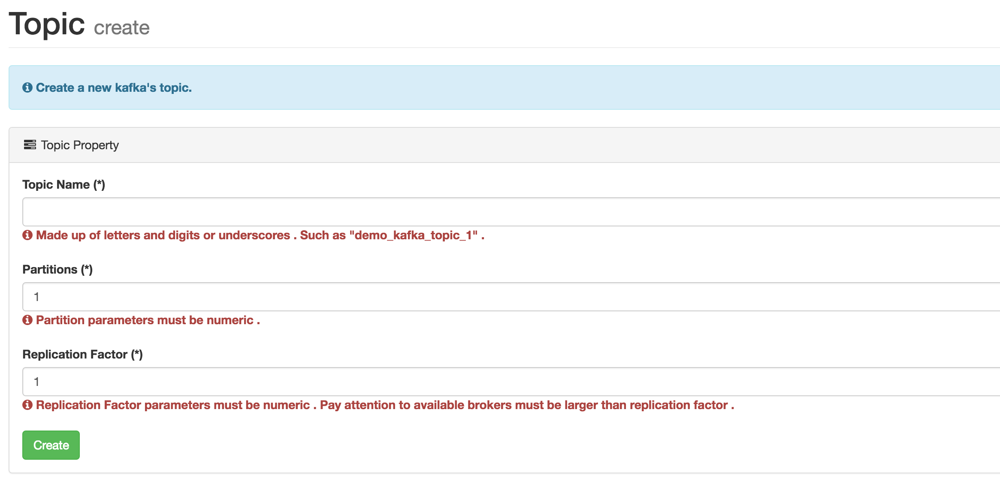 Topic create
Create a new kafka's topic.
Topic Property
Topic Name (*)
Made up of letters and digits or underscores . Such as "demo_kafka_topic_1" .
Partitions (*)
1
Partition parameters must be numeric .
Replication Factor (*)
1
Replication Factor parameters must be numeric . Pay attention to available brokers must be larger than replication factor .
Create